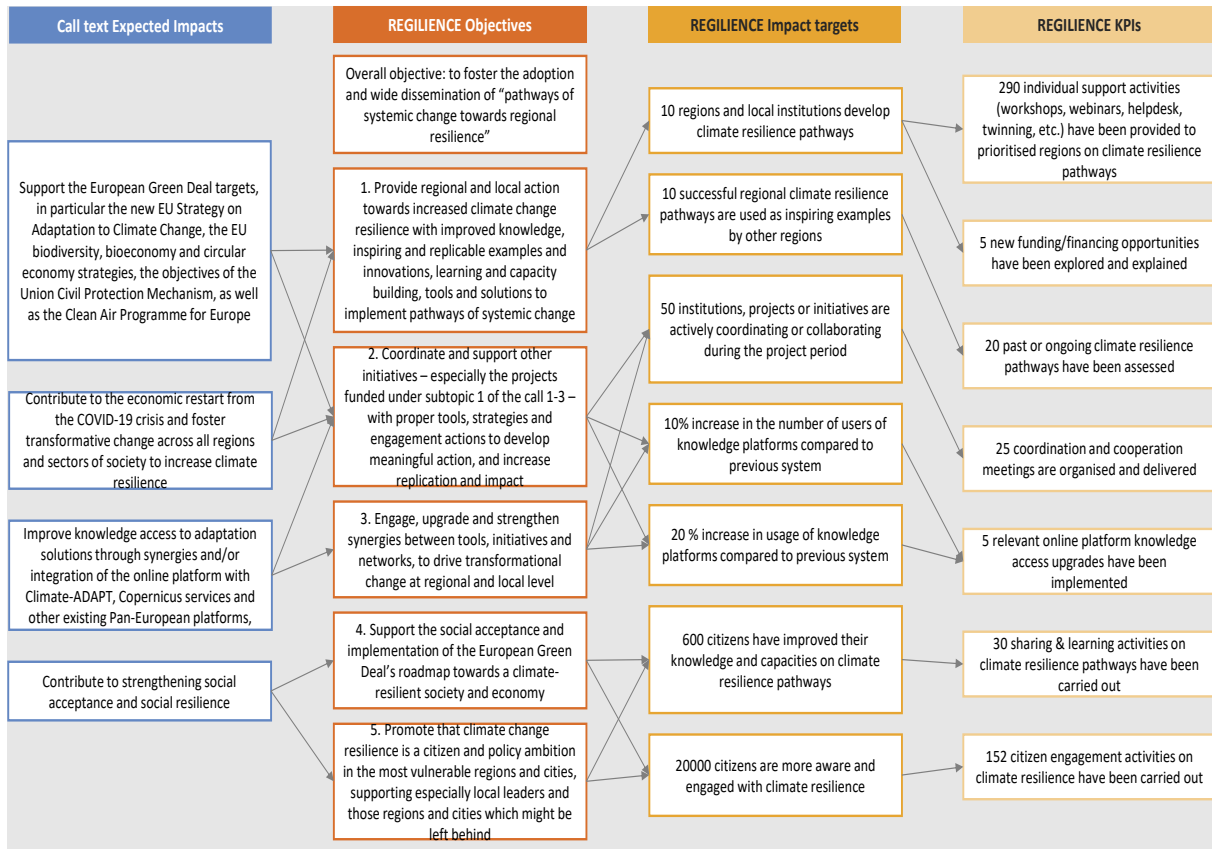 Call text Expected Impacts
Support the European Green Deal targets,
in particular the new EU Strategy on
Adaptation to Climate Change, the EU
biodiversity, bioeconomy and circular
economy strategies, the objectives of the
Union Civil Protection Mechanism, as well
as the Clean Air Programme for Europe
Contribute to the economic restart from
the COVID-19 crisis and foster
transformative change across all regions
and sectors of society to increase climate
resilience
Improve knowledge access to adaptation
solutions through synergies and/or
integration of the online platform with
Climate-ADAPT, Copernicus services and
other existing Pan-European platforms,
Contribute to strengthening social
acceptance and social resilience
REGILIENCE Objectives
Overall objective: to foster the adoption
and wide dissemination of “pathways of
systemic change towards regional
resilience”
1. Provide regional and local action
towards increased climate change
resilience with improved knowledge,
inspiring and replicable examples and
innovations, learning and capacity
building, tools and solutions to
implement pathways of systemic change
2. Coordinate and support other
initiatives – especially the projects
funded under subtopic 1 of the call 1-3 –
with proper tools, strategies and
engagement actions to develop
meaningful action, and increase
replication and impact
3. Engage, upgrade and strengthen
synergies between tools, initiatives and
networks, to drive transformational
change at regional and local level
4. Support the social acceptance and
implementation of the European Green
Deal’s roadmap towards a climate-
resilient society and economy
5. Promote that climate change
resilience is a citizen and policy ambition
in the most vulnerable regions and cities,
supporting especially local leaders and
those regions and cities which might be
left behind
REGILIENCE Impact targets
10 regions and local institutions develop
climate resilience pathways
10 successful regional climate resilience
pathways are used as inspiring examples
by other regions
50 institutions, projects or initiatives are
actively coordinating or collaborating
during the project period
10% increase in the number of users of
knowledge platforms compared to
previous system
20 % increase in usage of knowledge
platforms compared to previous system
600 citizens have improved their
knowledge and capacities on climate
resilience pathways
20000 citizens are more aware and
engaged with climate resilience
REGILIENCE KPIs
290 individual support activities
(workshops, webinars, helpdesk,
twinning, etc.) have been provided to
prioritised regions on climate resilience
pathways
5 new funding/financing opportunities
have been explored and explained
20 past or ongoing climate resilience
pathways have been assessed
25 coordination and cooperation
meetings are organised and delivered
5 relevant online platform knowledge
access upgrades have been
implemented
30 sharing & learning activities on
climate resilience pathways have been
carried out
152 citizen engagement activities on
climate resilience have been carried out